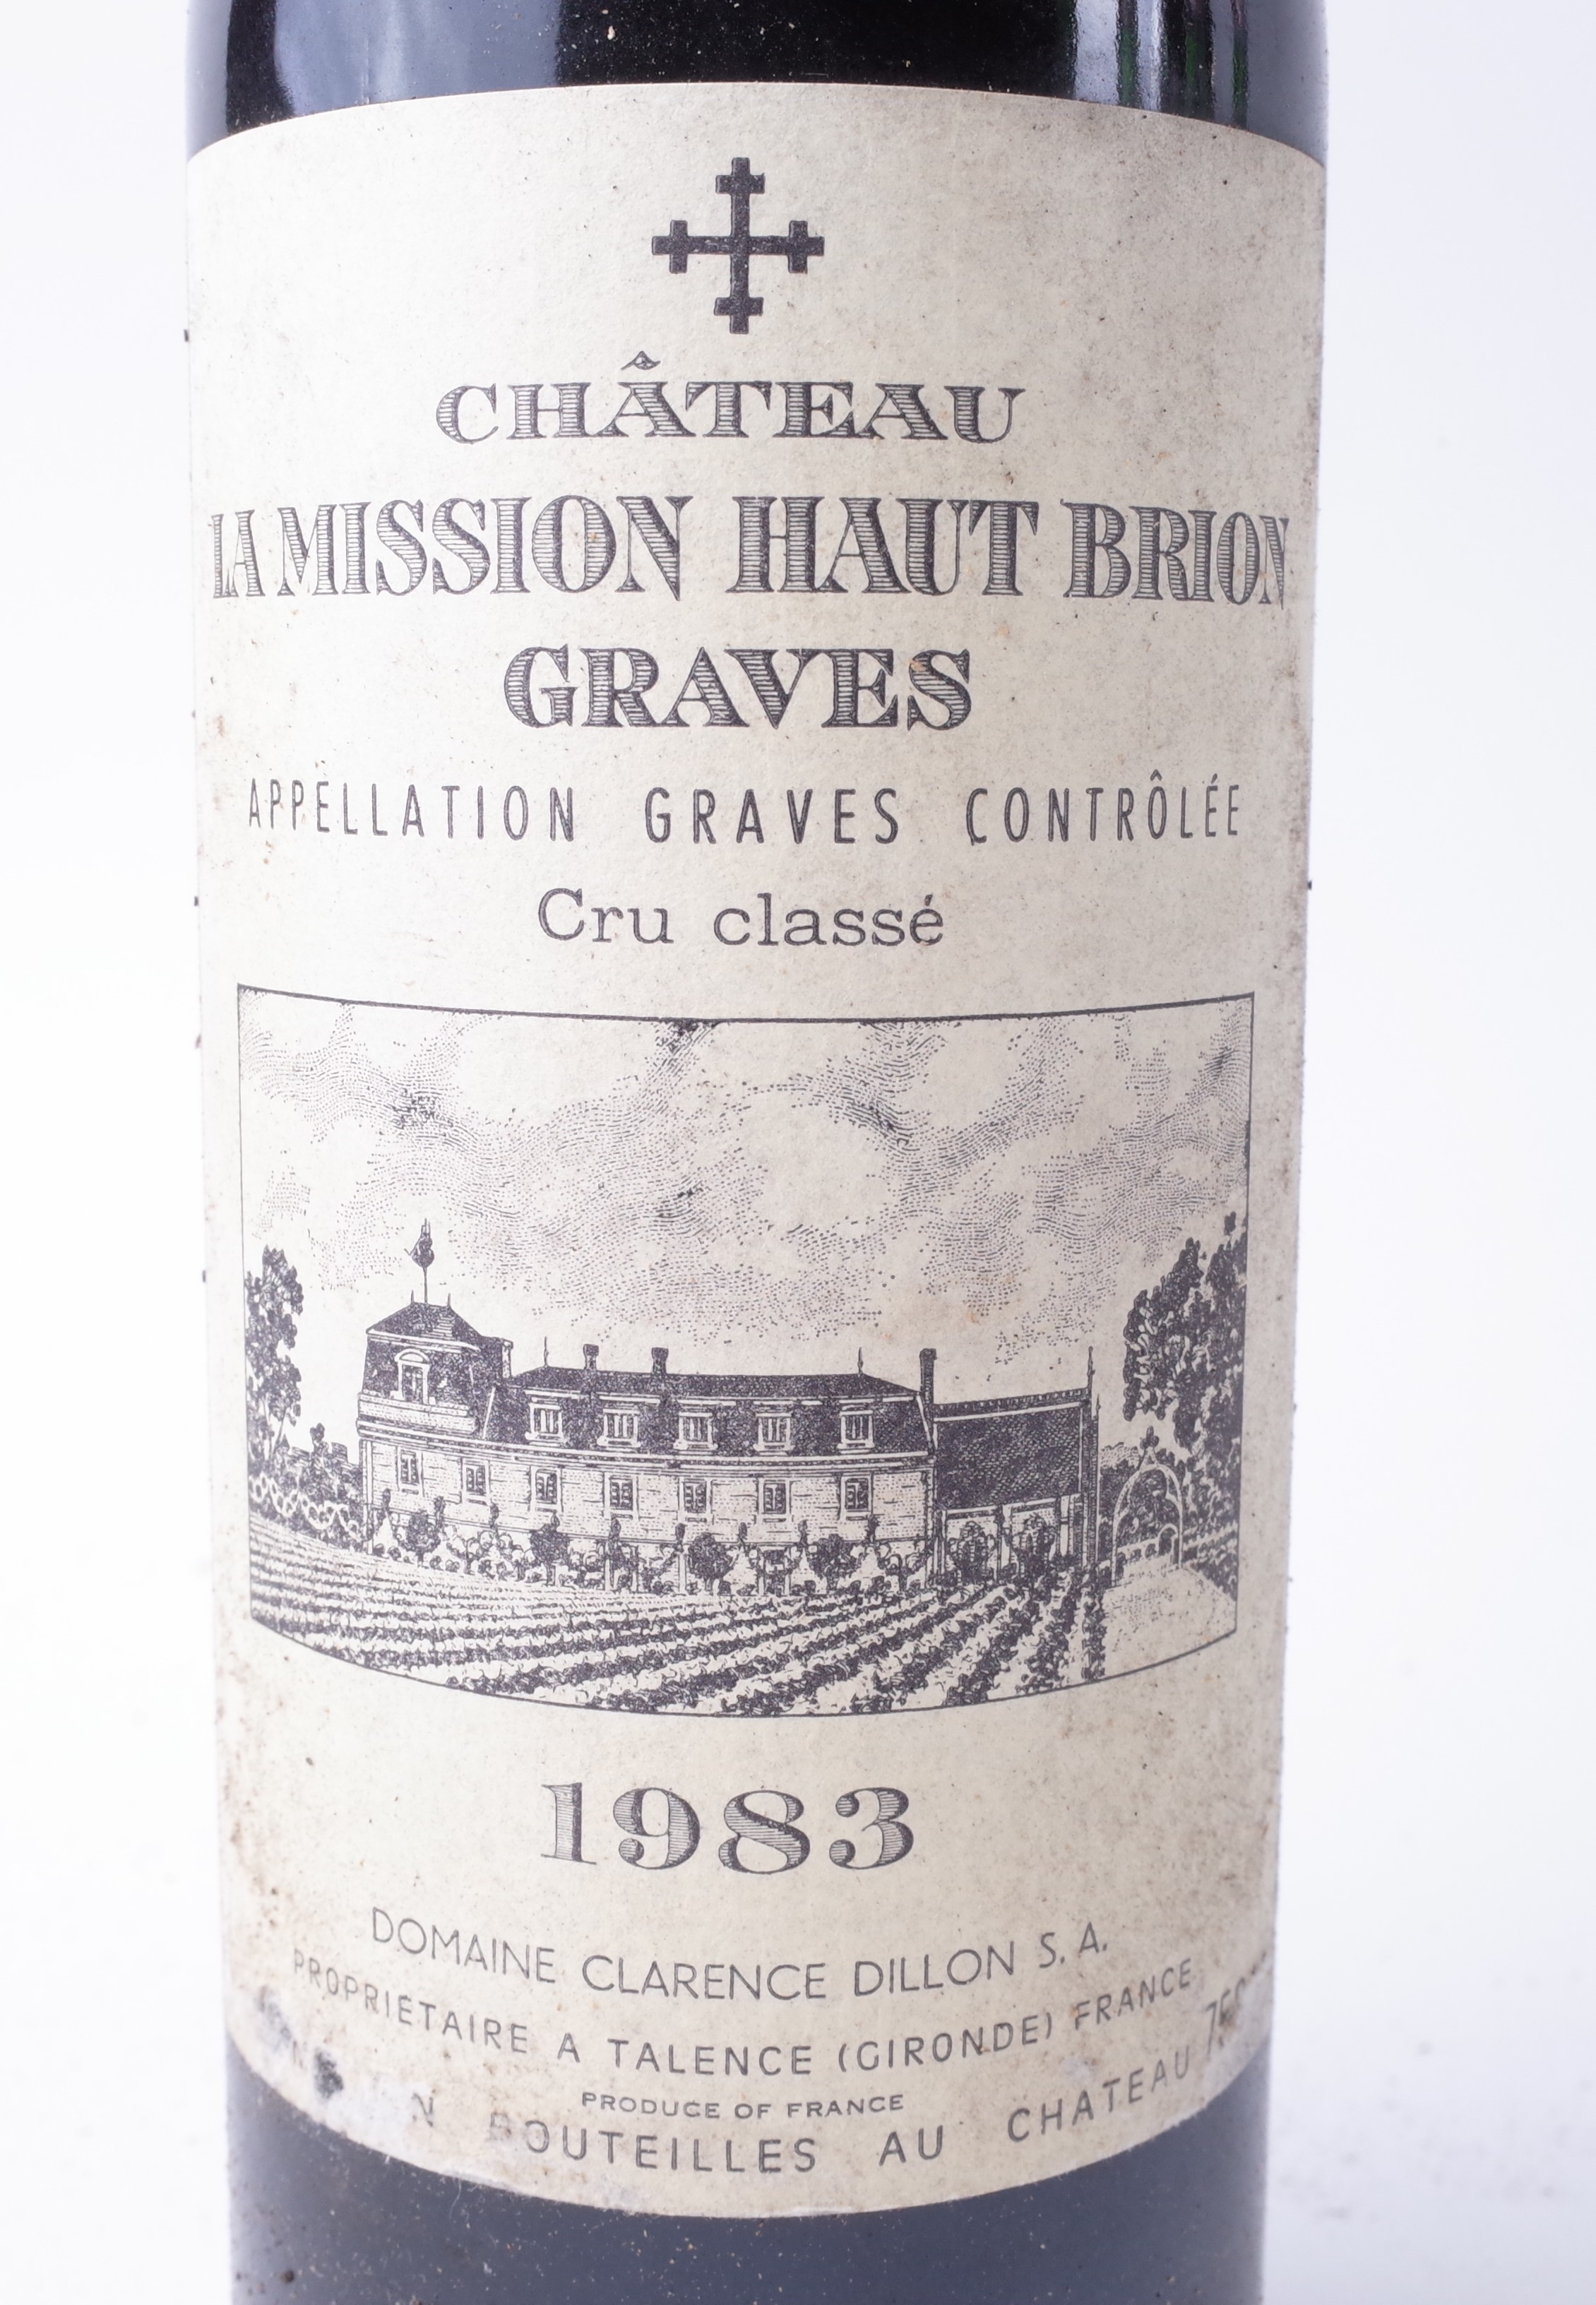 CHÂTEAU
LA MISSION HAUT BRION
GRAVES
APPELLATION GRAVES CONTRÔLÉE
Cru classé
1983
DOMAINE CLARENCE DILLON S. A.
PROPRIÉTAIRE A TALENCE (GIRONDE) FRANCE
PRODUCE OF FRANCE
BOUTEILLES AU CHATEAU